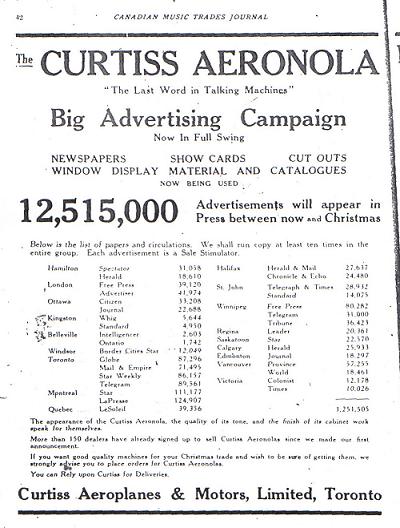 42 CANADIAN MUSIC TRADES JOURNAL
The CURTISS AERONOLA
"The Last Word in Talking Machines"
Big Advertising Campaign
Now In Full Swing
NEWSPAPERS SHOW CARDS CUT OUTS
WINDOW DISPLAY MATERIAL AND CATALOGUES
NOW BEING USED
12,515,000 Advertisements will appear in
Press between now and Christmas
Below is the list of papers and circulations. We shall run copy at least ten times in the
entire group. Each advertisement is a Sale Stimulator.
Hamilton Spectator 31,058
Herald 18,610
London Free Press 39,120
Advertiser 41,974
Ottawa Citizen 33,208
Journal 22,688
Kingston Whig 5,644
Standard 4,950
Belleville Intelligencer 2,603
Ontario 1,742
Windsor Border Cities Star 12,049
Toronto Globe 87,296
Mail & Empire 71,495
Star Weekly 86,157
Telegram 89,561
Montreal Star 111,177
LaPresse 124,907
Quebec LeSoleil 39,356
Halifax Herald & Mail 27,637
Chronicle & Echo 24,480
St. John Telegraph & Times 28,932
Standard 14,075
Winnipeg Free Press 80,282
Telegram 31,000
Tribune 36,423
Regina Leader 20,361
Saskatoon Star 22,570
Calgary Herald 25,933
Edmonton Journal 18,297
Vancouver Province 57,255
World 18,461
Victoria Colonist 12,178
Times 10,026
1,251,505
The appearance of the Curtiss Aeronola, the quality of its tone, and the finish of its cabinet work
speak for themselves.
More than 150 dealers have already signed up to sell Curtiss Aeronolas since we made our first
announcement.
If you want good quality machines for your Christmas trade and wish to be sure of getting them, we
strongly advise you to place orders for Curtiss Aeronolas.
You can Rely upon Curtiss for Deliveries.
Curtiss Aeroplanes & Motors, Limited, Toronto